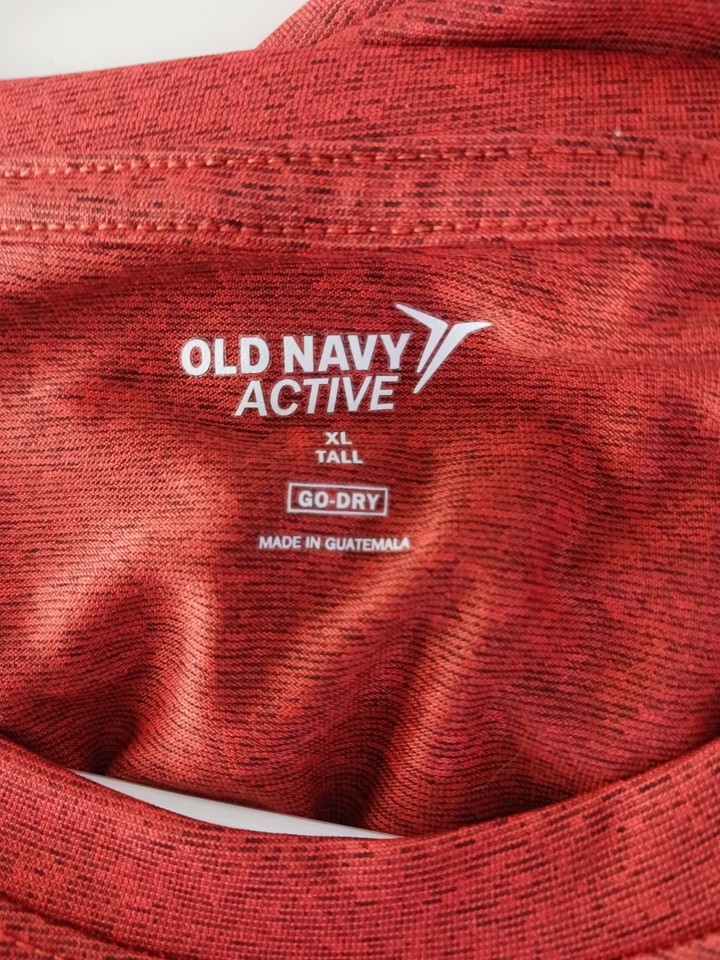 OLD NAVY
ACTIVE
XL
TALL
GO-DRY
MADE IN GUATEMALA